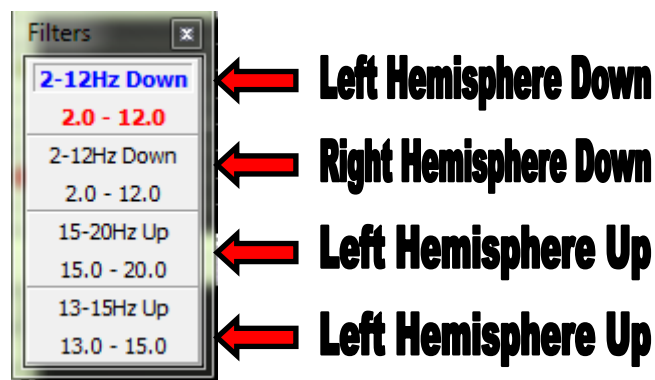 Filters x
2-12Hz Down
2.0 - 12.0
Left Hemisphere Down
2-12Hz Down
2.0 - 12.0
Right Hemisphere Down
15-20Hz Up
15.0 - 20.0
Left Hemisphere Up
13-15Hz Up
13.0 - 15.0
Left Hemisphere Up